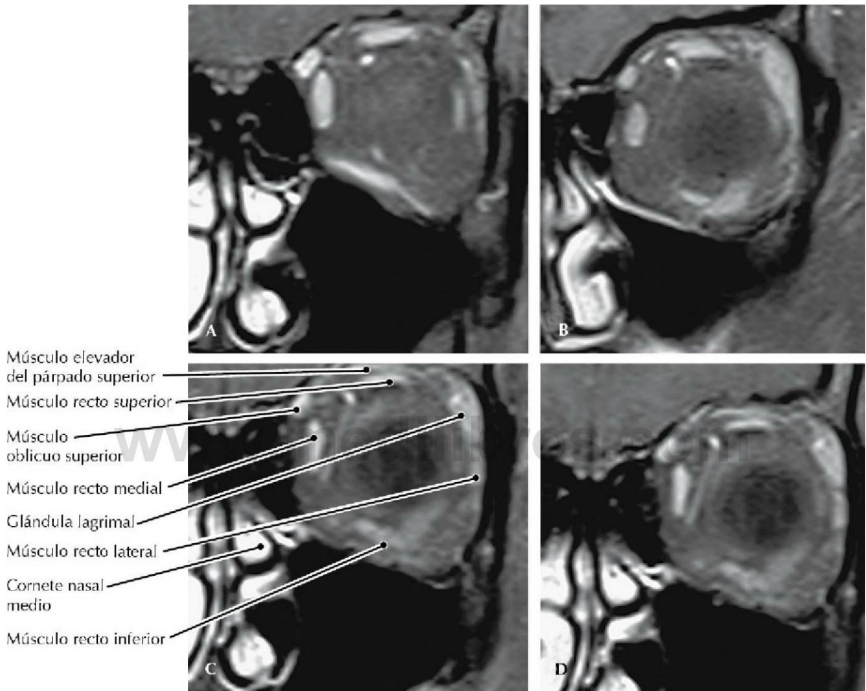 A
B
Músculo elevador
del párpado superior
Músculo recto superior
Músculo
oblicuo superior
Músculo recto medial
Glándula lagrimal
Músculo recto lateral
Cornete nasal
medio
Músculo recto inferior
C
D